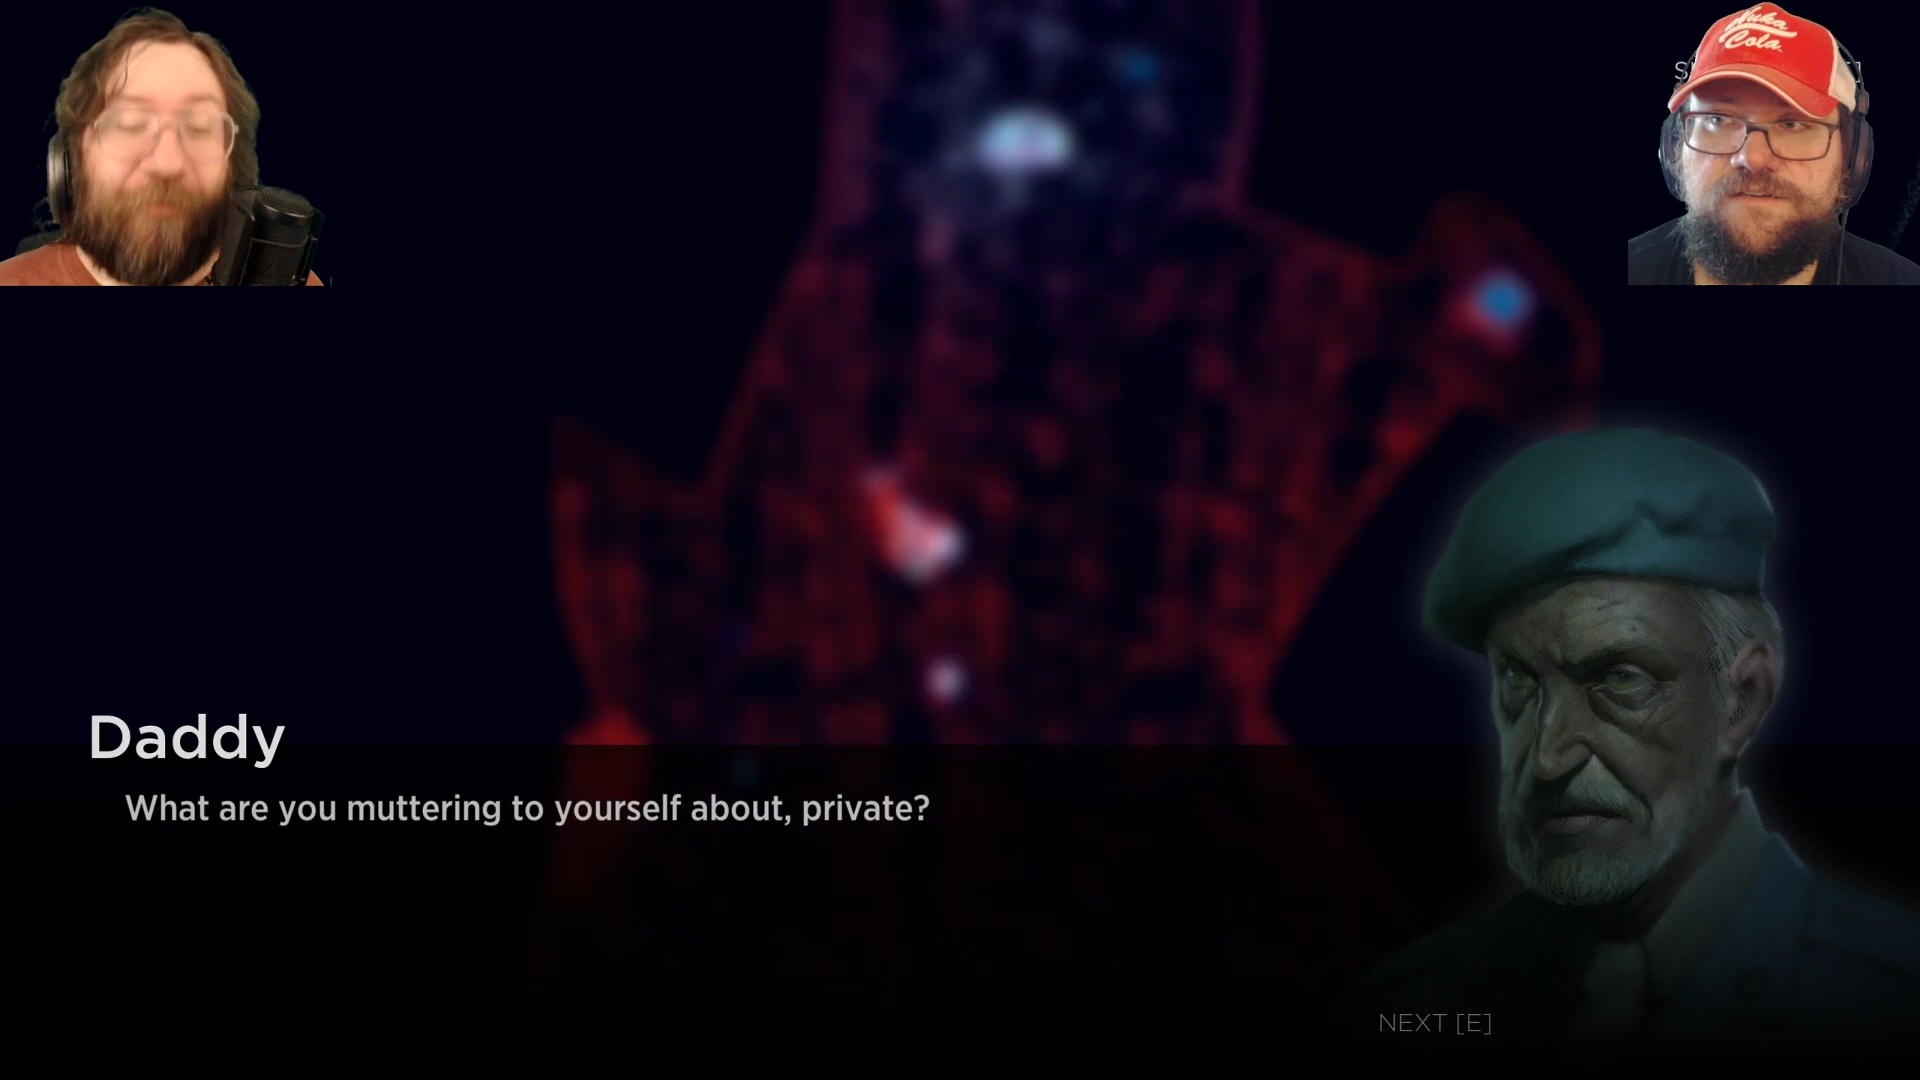 Nuka
Cola
Daddy
What are you muttering to yourself about, private?
NEXT [E]